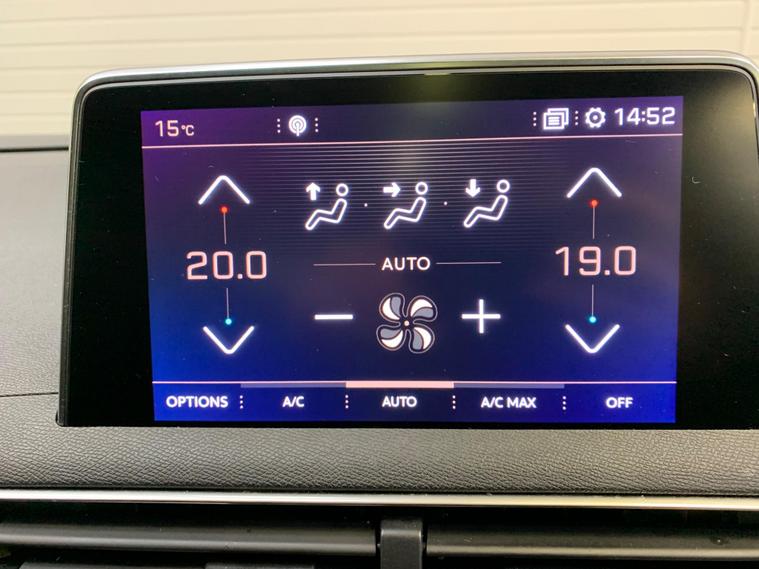 15°C 14:52
20.0 AUTO 19.0
OPTIONS A/C AUTO A/C MAX OFF